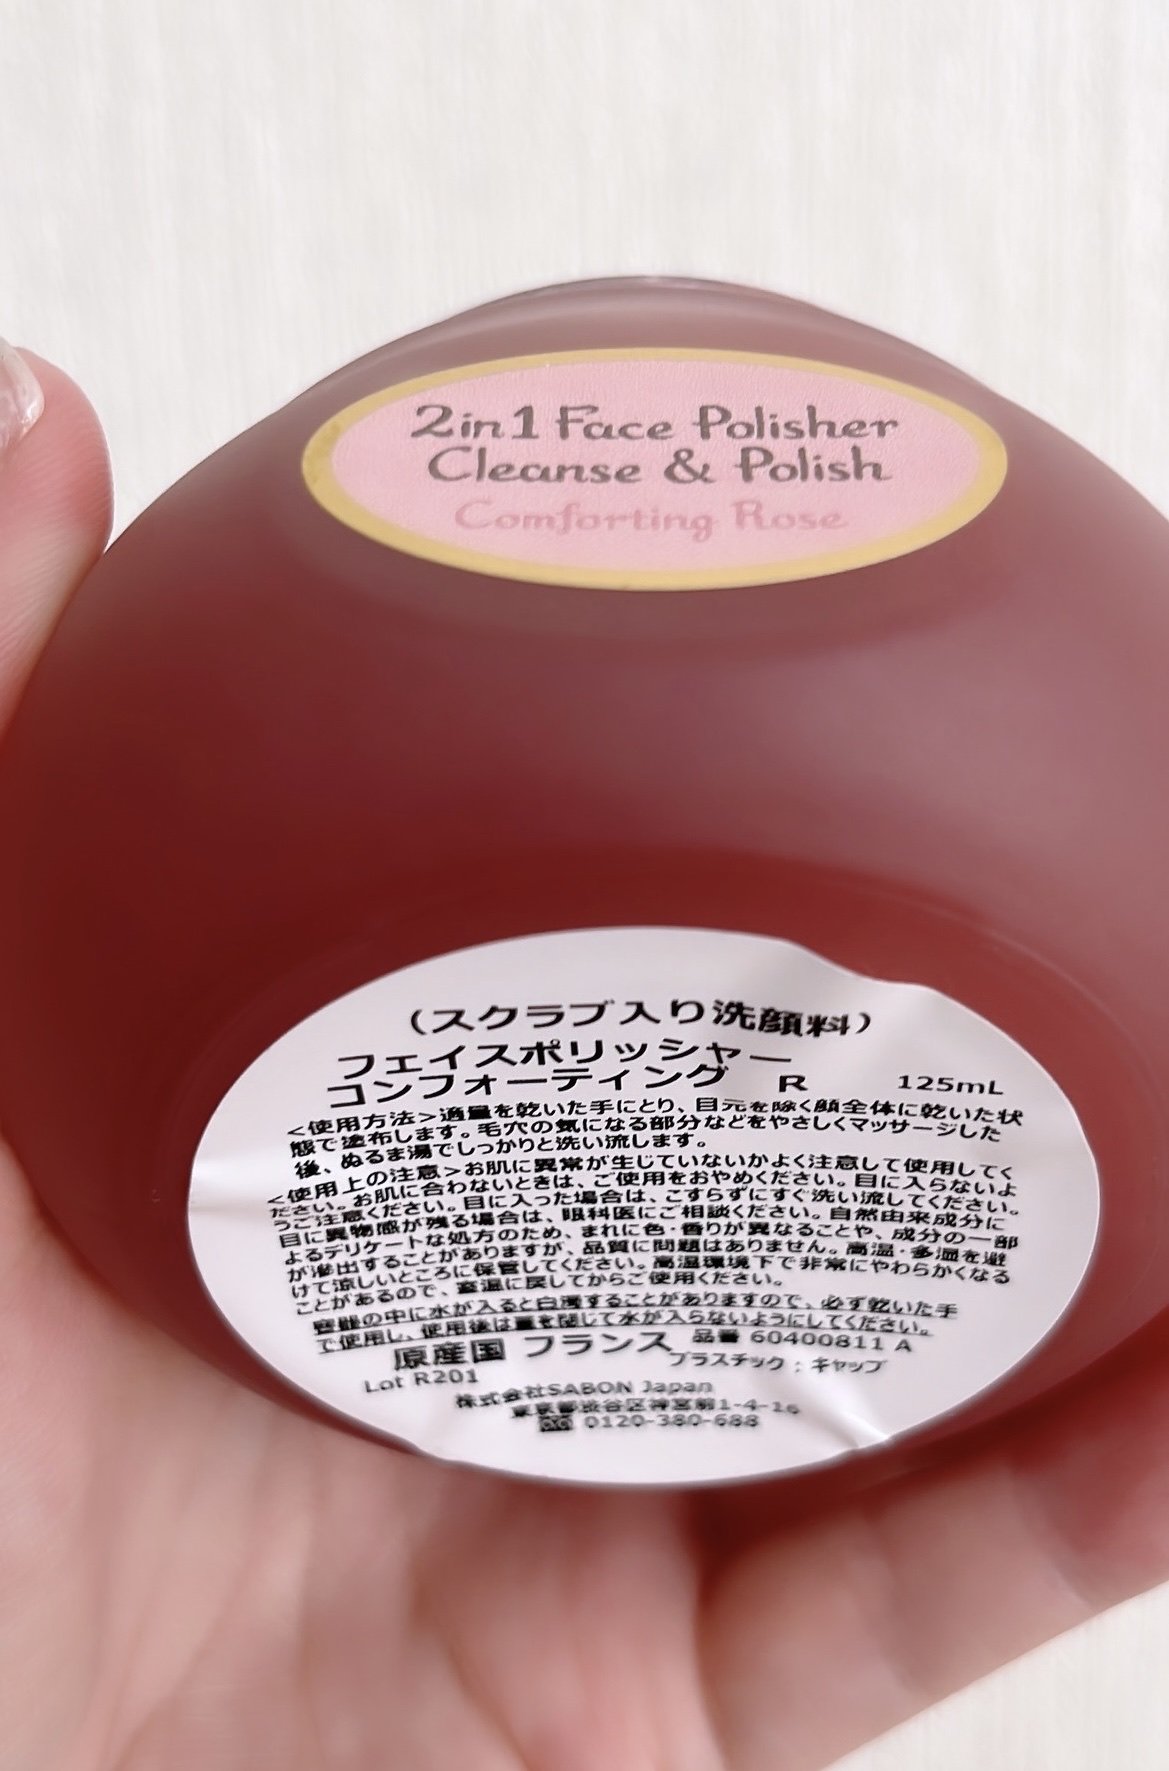 2in1 Face Polisher
Cleanse & Polish
Comforting Rose
（スクラブ入り洗顔料）
フェイスポリッシャー
コンフォーティング R 125mL
＜使用方法＞適量を乾いた手にとり、目元を除く顔全体に乾いた状
態で塗布します。毛穴の気になる部分などをやさしくマッサージした
後、ぬるま湯でしっかりと洗い流します。
＜使用上の注意＞お肌に異常が生じていないかよく注意して使用してく
ださい。お肌に合わないときは、ご使用をおやめください。目に入らないよ
うご注意ください。目に入った場合は、こすらずにすぐ洗い流してください。
目に異物感が残る場合は、眼科医にご相談ください。自然由来成分に
よるデリケートな処方のため、まれに色・香りが異なることや、成分の一部
が滲出することがありますが、品質に問題はありません。高温・多湿を避
けて涼しいところに保管してください。高温環境下で非常にやわらかくなる
ことがあるので、室温に戻してからご使用ください。
容器の中に水が入ると白濁することがありますので、必ず乾いた手
で使用し、使用後は蓋を閉じて水が入らないようにしてください。
原産国 フランス 品番 60400811 A
Lot R201 プラスチック：キャップ
株式会社SABON Japan
東京都渋谷区神宮前1-4-16
0120-380-688